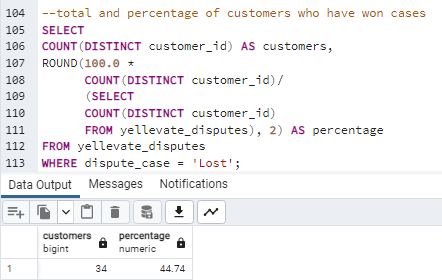 104 --total and percentage of customers who have won cases
105 SELECT
106 COUNT(DISTINCT customer_id) AS customers,
107 ROUND(100.0 *
108 COUNT(DISTINCT customer_id)/
109 (SELECT
110 COUNT(DISTINCT customer_id)
111 FROM yellevate_disputes), 2) AS percentage
112 FROM yellevate_disputes
113 WHERE dispute_case = 'Lost';
Data Output Messages Notifications
customers percentage
bigint numeric
1 34 44.74